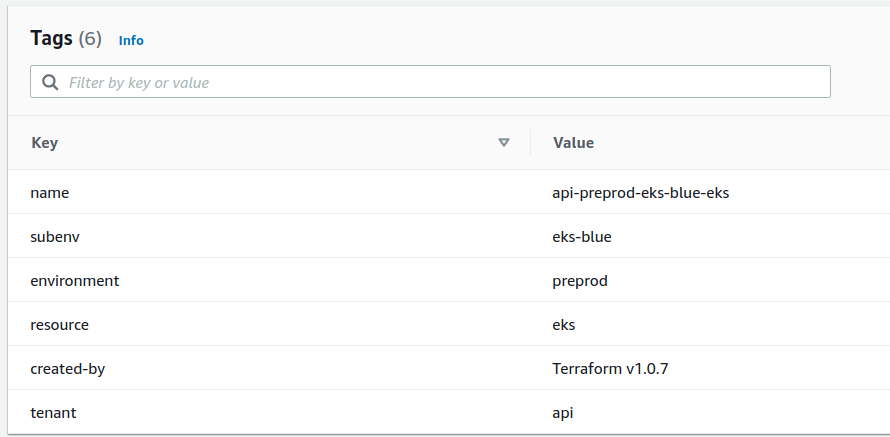 Tags (6) Info
Filter by key or value
Key Value
name api-preprod-eks-blue-eks
subenv eks-blue
environment preprod
resource eks
created-by Terraform v1.0.7
tenant api